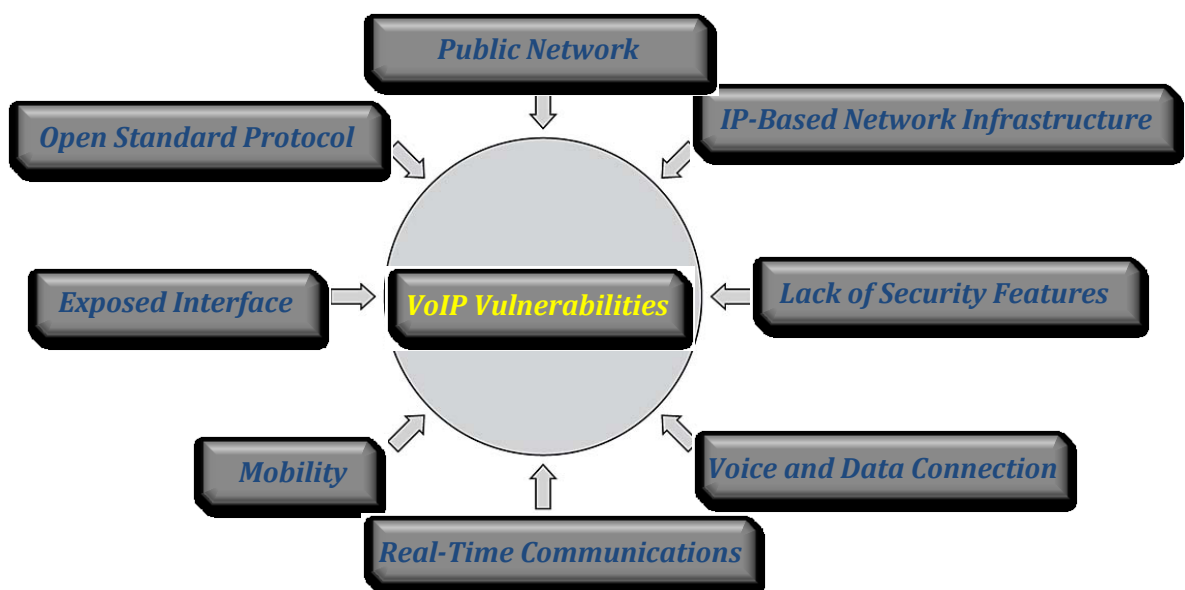 Public Network
Open Standard Protocol
IP-Based Network Infrastructure
Exposed Interface
VoIP Vulnerabilities
Lack of Security Features
Mobility
Voice and Data Connection
Real-Time Communications